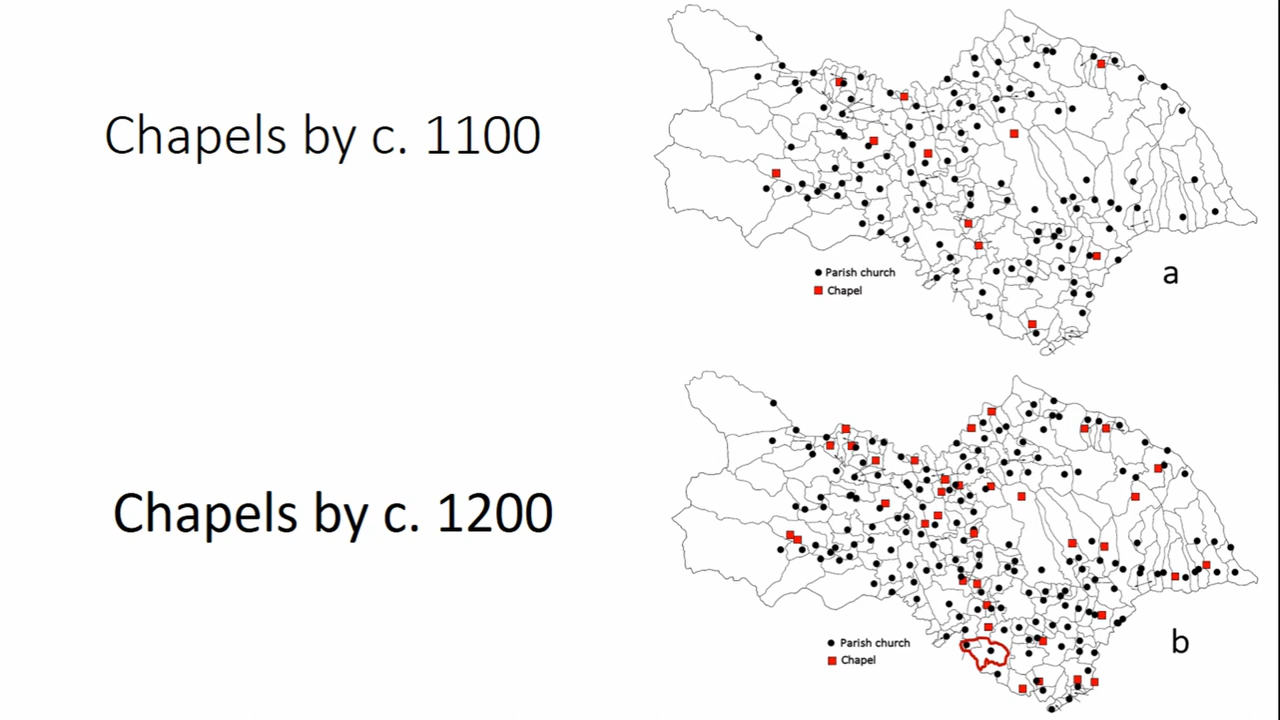 Chapels by c. 1100
Parish church
Chapel
a
Chapels by c. 1200
Parish church
Chapel
b